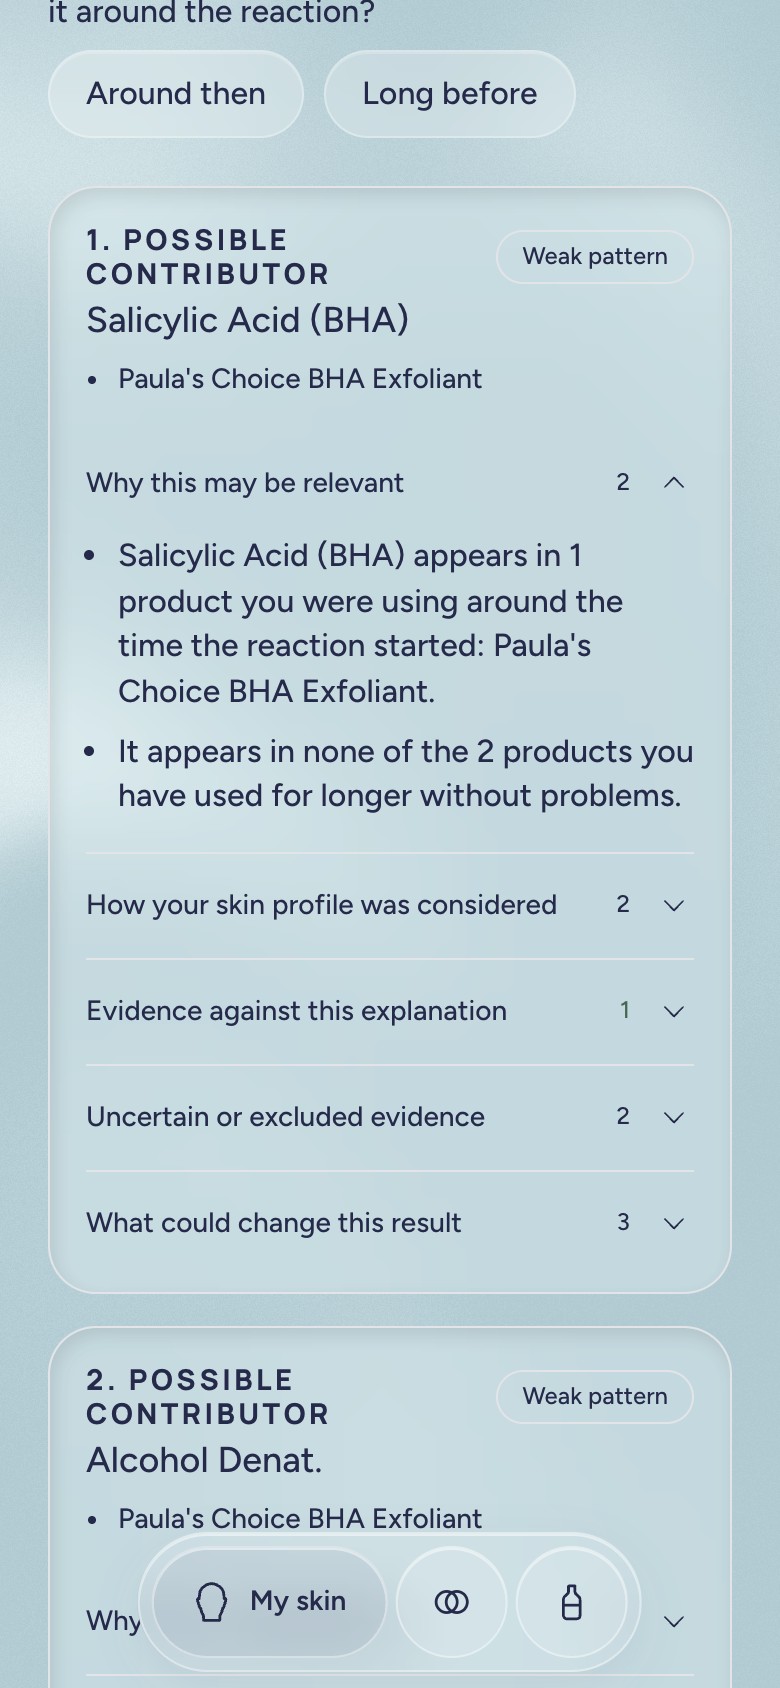 it around the reaction?
Around then
Long before
1. POSSIBLE
CONTRIBUTOR
Weak pattern
Salicylic Acid (BHA)
• Paula's Choice BHA Exfoliant
Why this may be relevant 2
• Salicylic Acid (BHA) appears in 1
product you were using around the
time the reaction started: Paula's
Choice BHA Exfoliant.
• It appears in none of the 2 products you
have used for longer without problems.
How your skin profile was considered 2
Evidence against this explanation 1
Uncertain or excluded evidence 2
What could change this result 3
2. POSSIBLE
CONTRIBUTOR
Weak pattern
Alcohol Denat.
• Paula's Choice BHA Exfoliant
Why
My skin